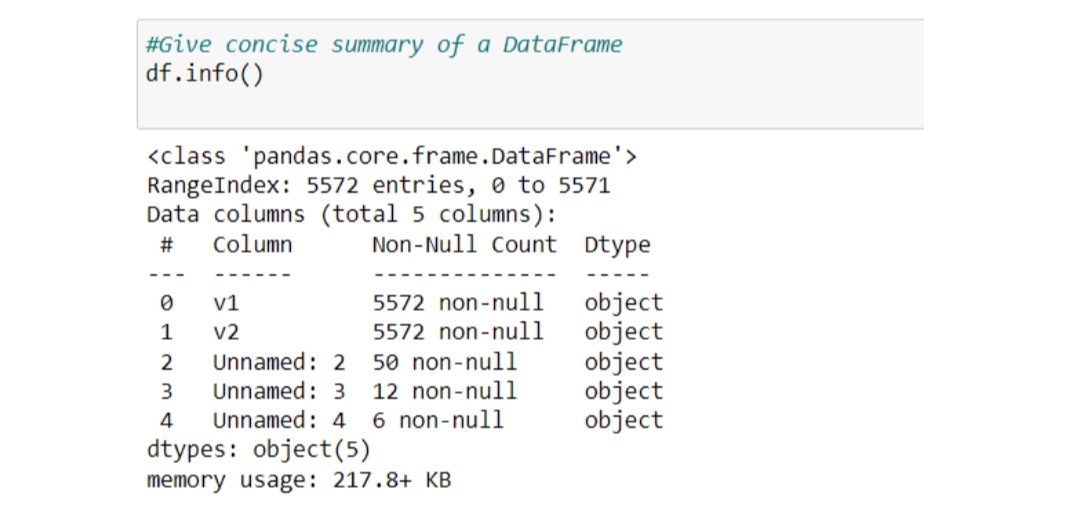 #Give concise summary of a DataFrame
df.info()
<class 'pandas.core.frame.DataFrame'>
RangeIndex: 5572 entries, 0 to 5571
Data columns (total 5 columns):
 #   Column      Non-Null Count  Dtype
---  ------      --------------  -----
 0   v1          5572 non-null   object
 1   v2          5572 non-null   object
 2   Unnamed: 2  50 non-null     object
 3   Unnamed: 3  12 non-null     object
 4   Unnamed: 4  6 non-null      object
dtypes: object(5)
memory usage: 217.8+ KB